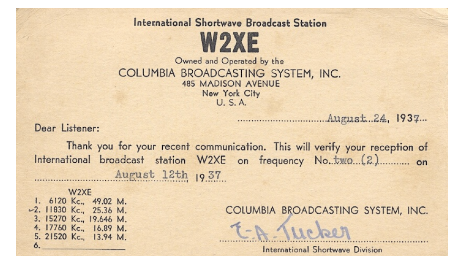 International Shortwave Broadcast Station
W2XE
Owned and Operated by the
COLUMBIA BROADCASTING SYSTEM, INC.
485 MADISON AVENUE
New York City
U. S. A.
August 24, 1937
Dear Listener:
Thank you for your recent communication. This will verify your reception of
International broadcast station W2XE on frequency No. two (2) on
August 12th, 1937
W2XE
1. 6120 Kc., 49.02 M.
2. 11830 Kc., 25.36 M.
3. 15270 Kc., 19.646 M.
4. 17760 Kc., 16.89 M.
5. 21520 Kc., 13.94 M.
6.
COLUMBIA BROADCASTING SYSTEM, INC.
E. A. Tucker
International Shortwave Division